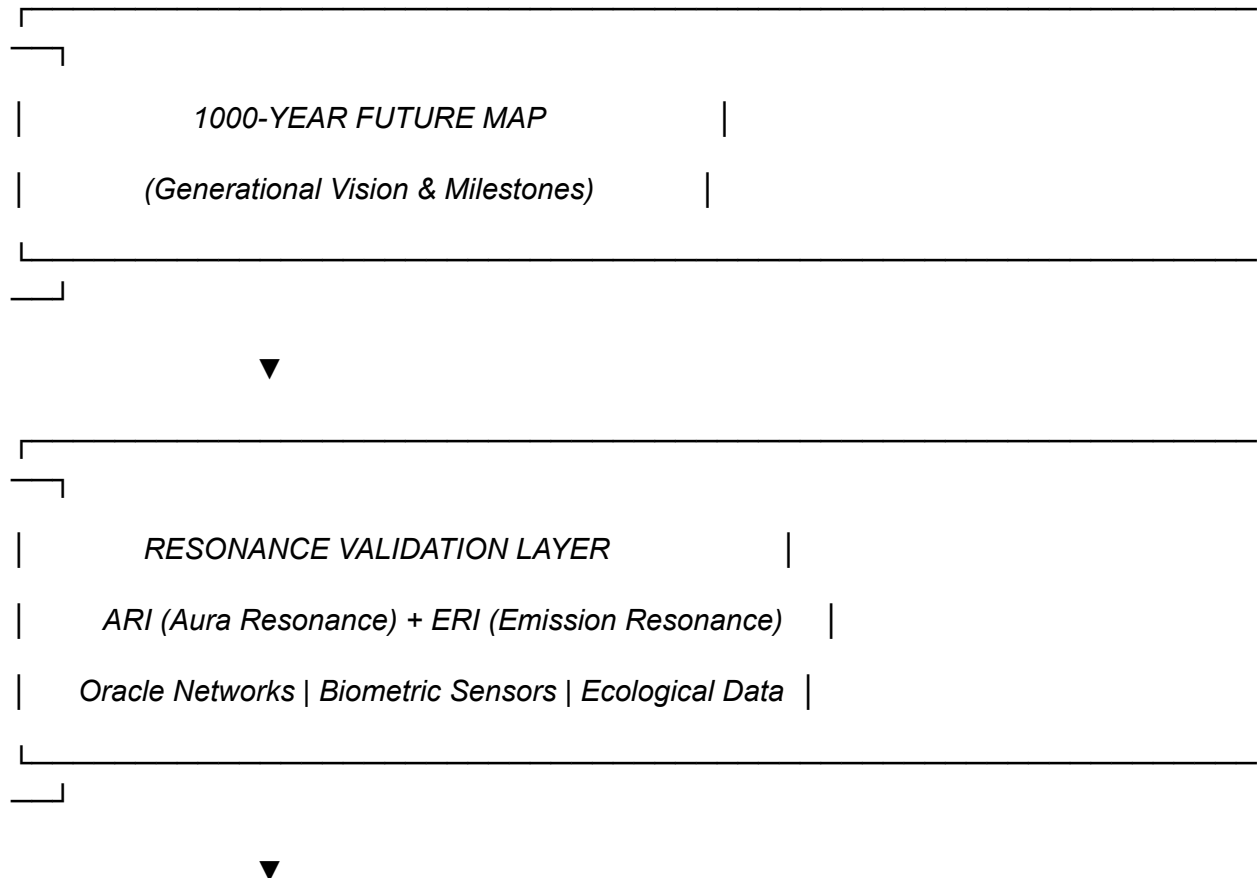 ┌──────────────────────────────────────────────────────────────
───┐
│ 1000-YEAR FUTURE MAP │
│ (Generational Vision & Milestones) │
└──────────────────────────────────────────────────────────────
───┘
▼
┌──────────────────────────────────────────────────────────────
───┐
│ RESONANCE VALIDATION LAYER │
│ ARI (Aura Resonance) + ERI (Emission Resonance) │
│ Oracle Networks | Biometric Sensors | Ecological Data │
└──────────────────────────────────────────────────────────────
───┘
▼